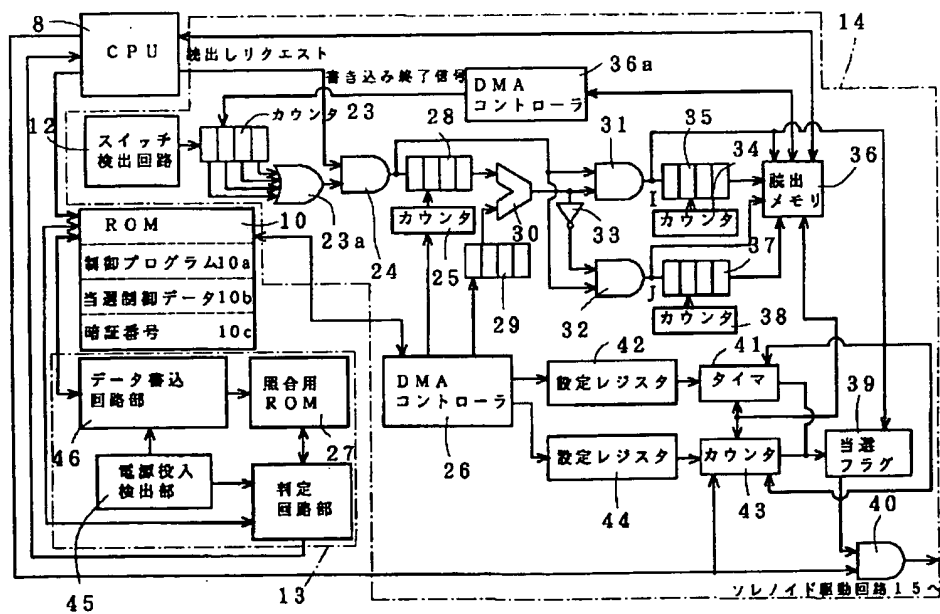 8
CPU
読出しリクエスト
14
書き込み終了信号
36a
DMA
コントローラ
12
スイッチ
検出回路
カウンタ 23
28
31
35
34
36
読出
メモリ
I
カウンタ
ROM 10
制御プログラム10a
当選制御データ10b
暗証番号 10c
23a
24
カウンタ
25
30
33
29
32
J
37
カウンタ
38
データ書込
回路部
照合用
ROM
46
27
電源投入
検出部
判定
回路部
45
13
DMA
コントローラ
26
42
設定レジスタ
41
タイマ
39
当選
フラグ
設定レジスタ
44
カウンタ
43
40
ソレノイド駆動回路15へ